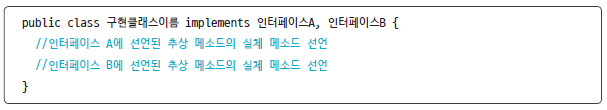 public class 구현클래스이름 implements 인터페이스A, 인터페이스B {
//인터페이스 A에 선언된 추상 메소드의 실체 메소드 선언
//인터페이스 B에 선언된 추상 메소드의 실체 메소드 선언
}